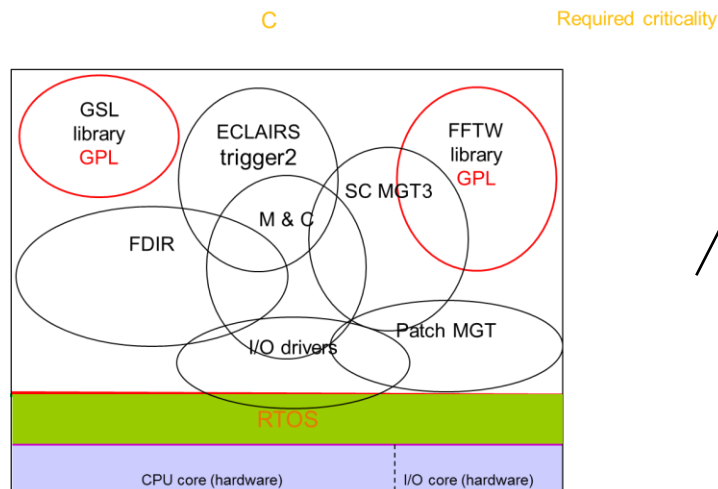 C
Required criticality
GSL
library
GPL
ECLAIRS
trigger2
FFTW
library
GPL
SC MGT3
M & C
FDIR
I/O drivers
Patch MGT
RTOS
CPU core (hardware)
I/O core (hardware)